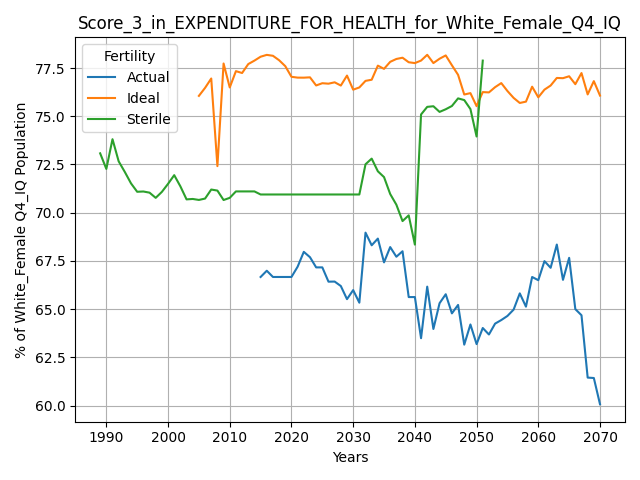 Score_3_in_EXPENDITURE_FOR_HEALTH_for_White_Female_Q4_IQ
Fertility
Actual
Ideal
Sterile
% of White_Female Q4_IQ Population
77.5
75.0
72.5
70.0
67.5
65.0
62.5
60.0
1990 2000 2010 2020 2030 2040 2050 2060 2070
Years